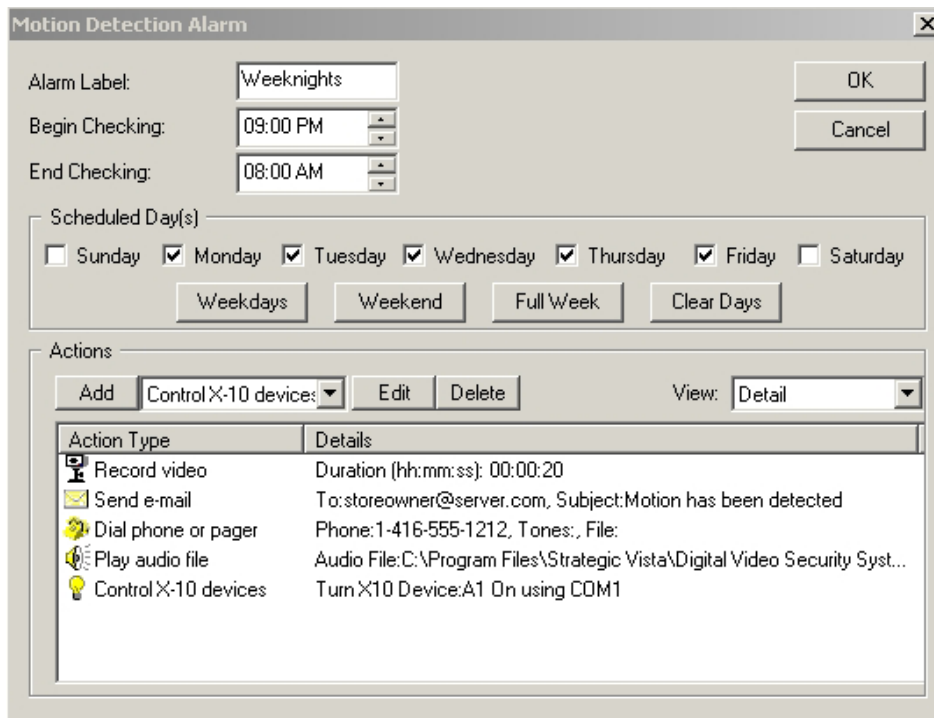 Motion Detection Alarm
Alarm Label: Weeknights OK
Begin Checking: 09:00 PM Cancel
End Checking: 08:00 AM
Scheduled Day(s)
Sunday Monday Tuesday Wednesday Thursday Friday Saturday
Weekdays Weekend Full Week Clear Days
Actions
Add Control X-10 devices Edit Delete View: Detail
Action Type Details
Record video Duration (hh:mm:ss): 00:00:20
Send e-mail To:storeowner@server.com, Subject:Motion has been detected
Dial phone or pager Phone:1-416-555-1212, Tones:, File:
Play audio file Audio File:C:\Program Files\Strategic Vista\Digital Video Security Syst...
Control X-10 devices Turn X10 Device:A1 On using COM1